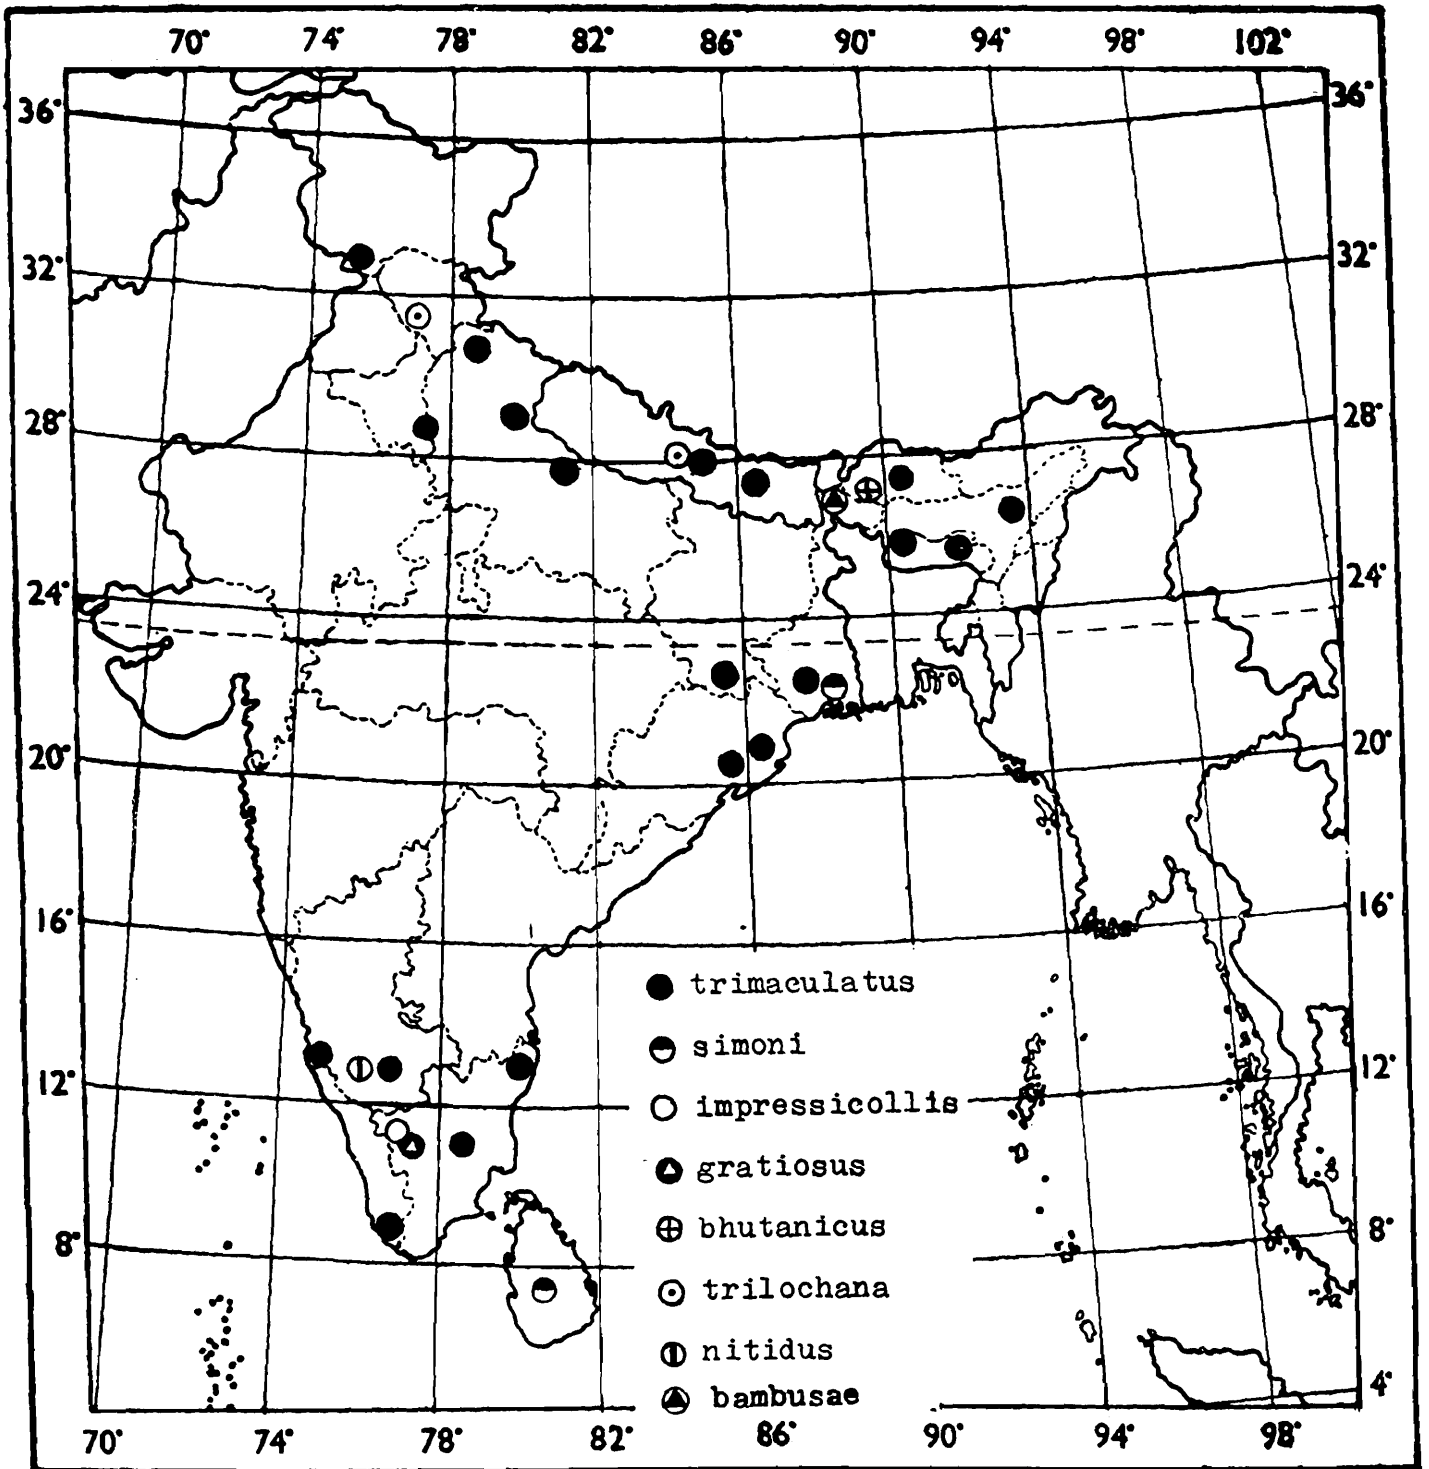 70° 74° 78° 82° 86° 90° 94° 98° 102°
36° 36°
32° 32°
28° 28°
24° 24°
20° 20°
16° 16°
trimaculatus
simoni
12° 12°
impressicollis
gratiosus
bhutanicus
8° 8°
trilochana
nitidus
bambusae
4°
70° 74° 78° 82° 86° 90° 94° 98°